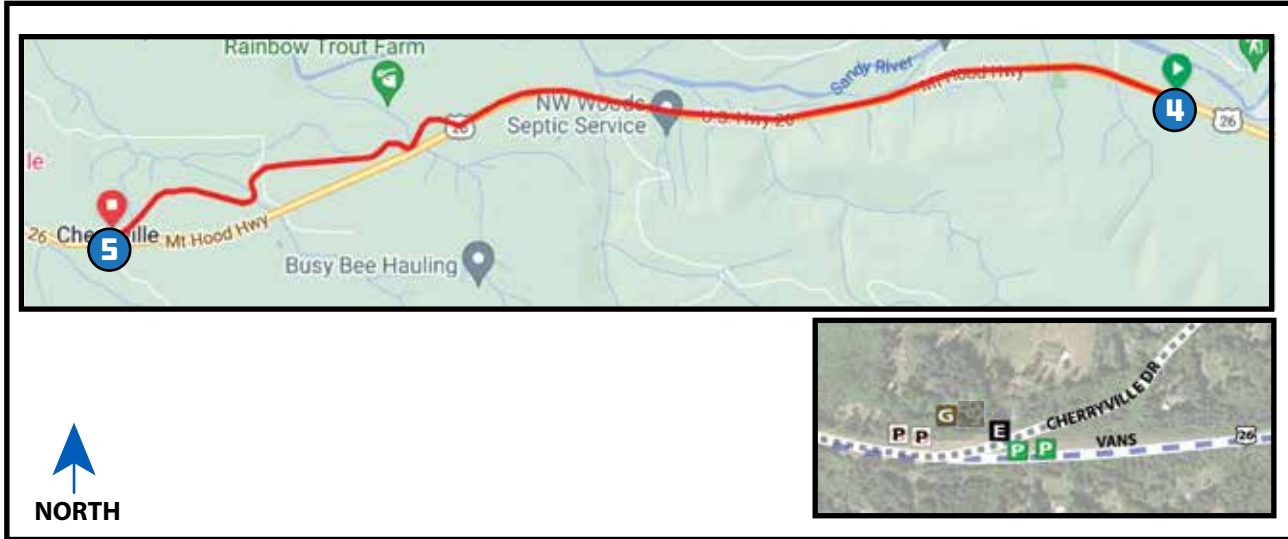 Rainbow Trout Farm
Sandy River
Mt Hood Hwy
4
26
NW Woods
Septic Service
U.S. Hwy 26
26
le
5
26
Mt Hood Hwy
Busy Bee Hauling
NORTH
CHERRYVILLE DR
G
E
P
P
P
P
VANS
26